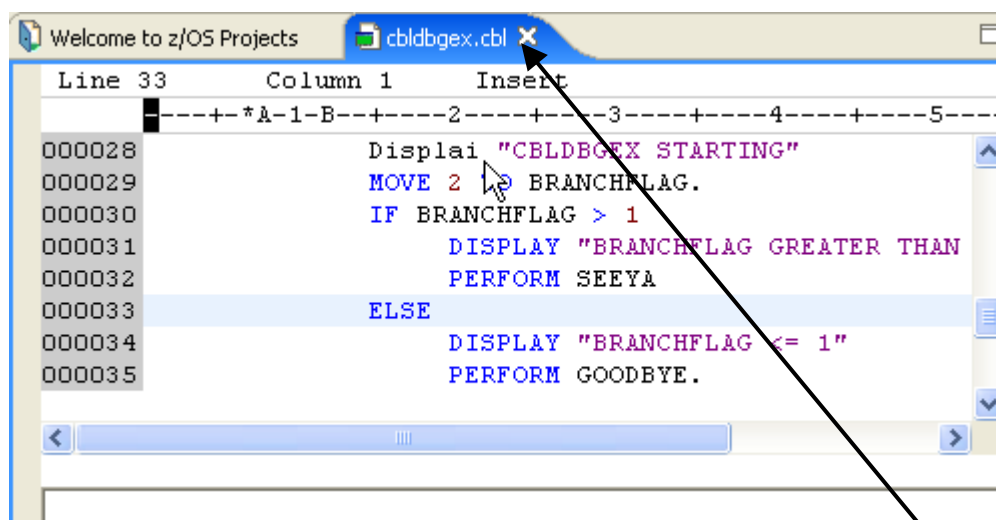 Welcome to z/OS Projects cbldbgex.cbl
Line 33 Column 1 Insert
----+-*A-1-B--+----2----+----3----+----4----+----5----
000028 Displai "CBLDBGEX STARTING"
000029 MOVE 2 TO BRANCHFLAG.
000030 IF BRANCHFLAG > 1
000031 DISPLAY "BRANCHFLAG GREATER THAN
000032 PERFORM SEEYA
000033 ELSE
000034 DISPLAY "BRANCHFLAG <= 1"
000035 PERFORM GOODBYE.